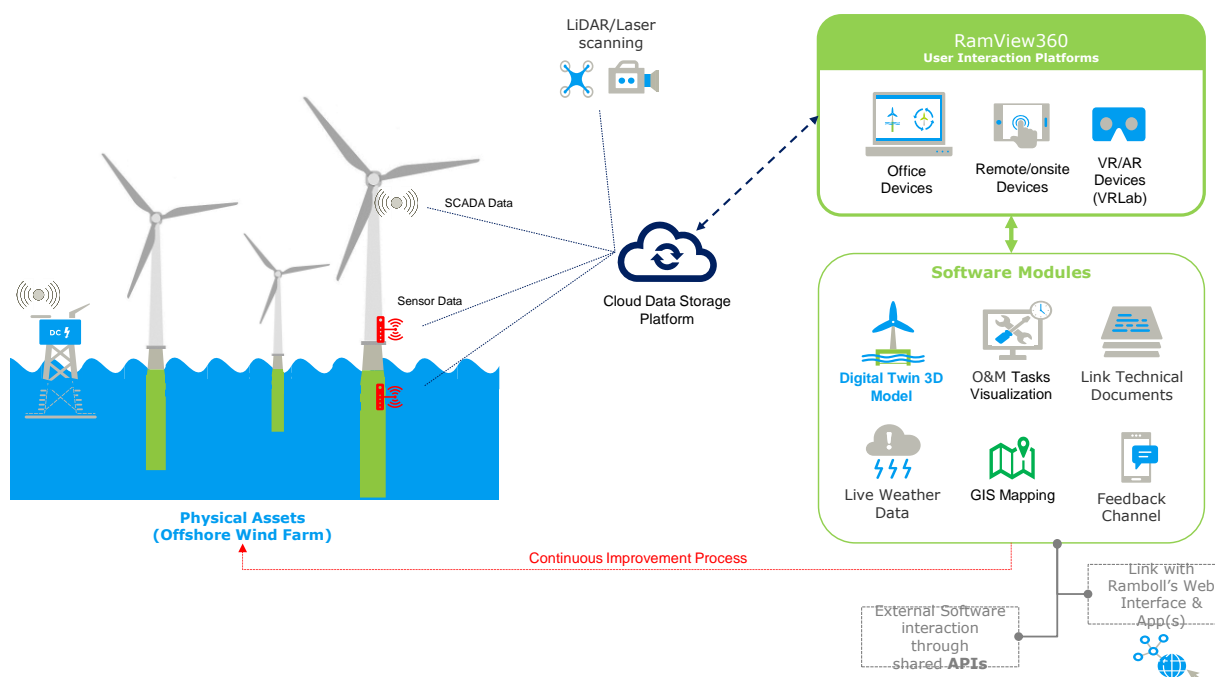 LiDAR/Laser
scanning
RamView360
User Interaction Platforms
Office
Devices
Remote/onsite
Devices
VR/AR
Devices
(VRLab)
SCADA Data
Sensor Data
DC
Cloud Data Storage
Platform
Software Modules
Digital Twin 3D
Model
O&M Tasks
Visualization
Link Technical
Documents
Live Weather
Data
GIS Mapping
Feedback
Channel
Physical Assets
(Offshore Wind Farm)
Continuous Improvement Process
Link with
Ramboll's Web
Interface &
App(s)
External Software
interaction
through
shared APIs